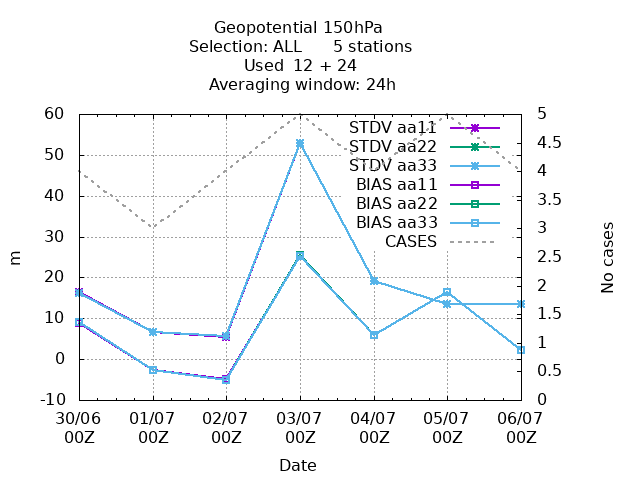 Geopotential 150hPa
Selection: ALL 5 stations
Used 12 + 24
Averaging window: 24h
60
50
40
30
20
10
0
-10
5
4.5
4
3.5
3
2.5
2
1.5
1
0.5
0
m
No cases
STDV aa11
STDV aa22
STDV aa33
BIAS aa11
BIAS aa22
BIAS aa33
CASES
30/06 01/07 02/07 03/07 04/07 05/07 06/07
00Z 00Z 00Z 00Z 00Z 00Z 00Z
Date